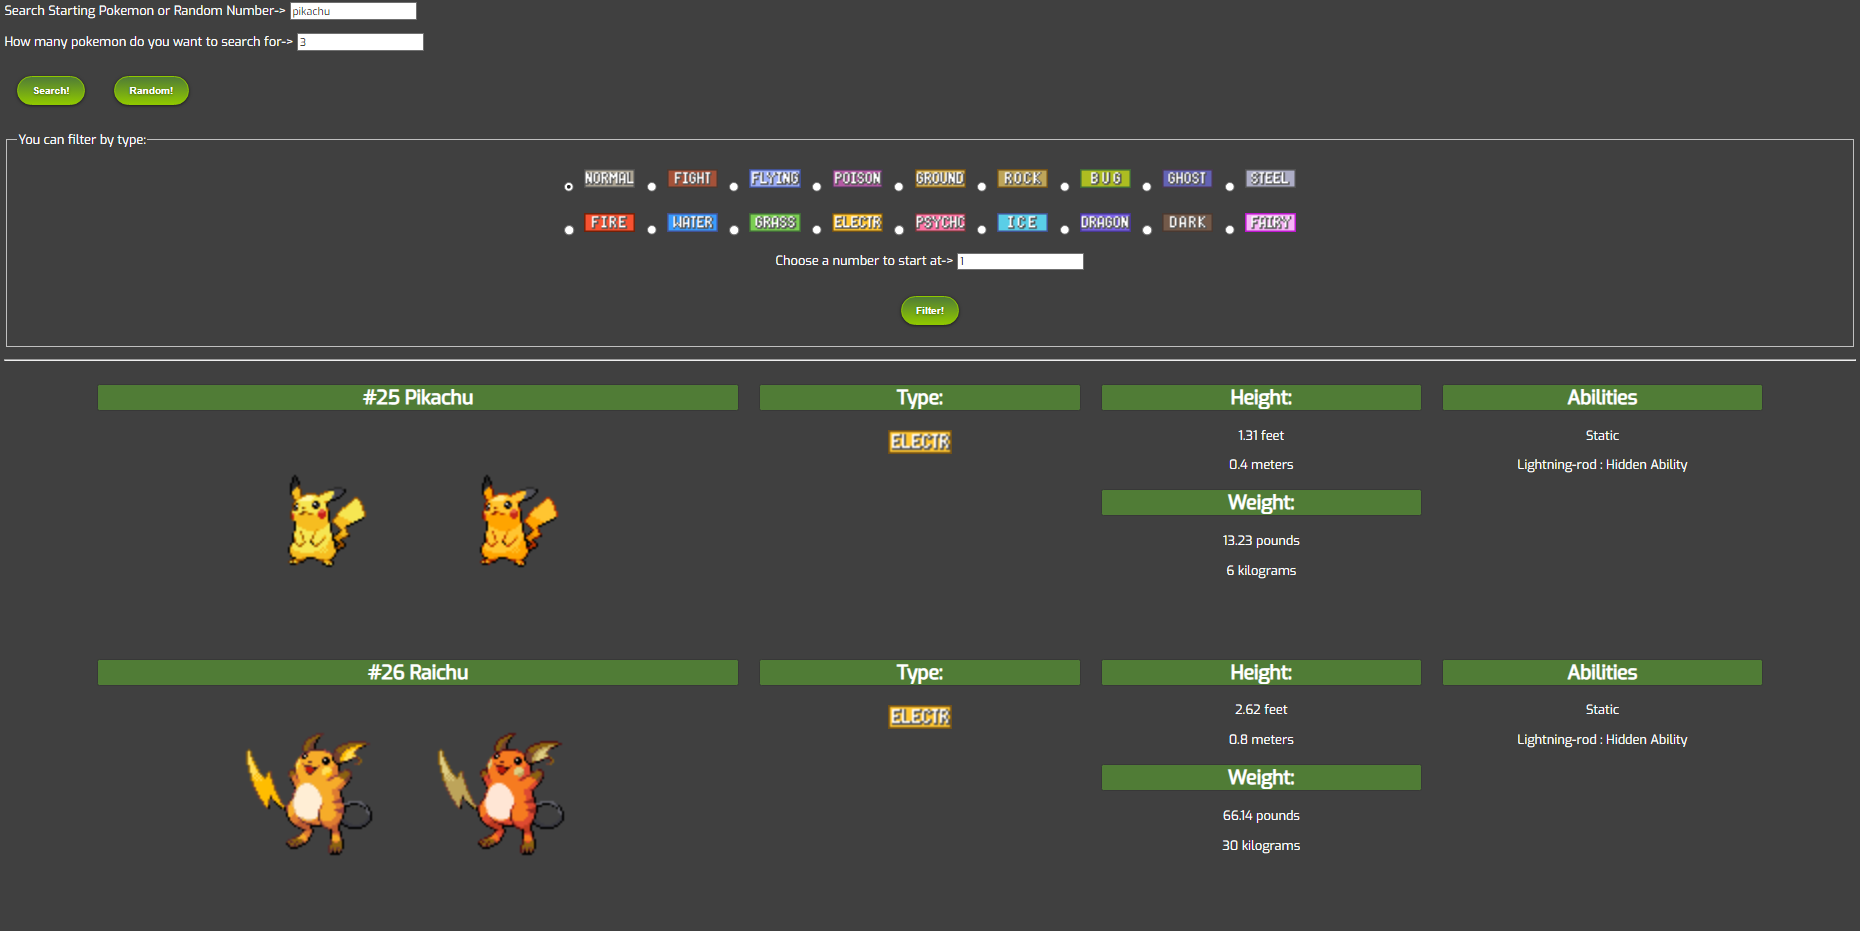 Search Starting Pokemon or Random Number-> pikachu
How many pokemon do you want to search for-> 3
Search! Random!
You can filter by type:
NORMAL FIGHT FLYING POISON GROUND ROCK BUG GHOST STEEL
FIRE WATER GRASS ELECTR PSYCHC ICE DRAGON DARK FAIRY
Choose a number to start at-> 1
Filter!
#25 Pikachu Type: Height: Abilities
ELECTR
1.31 feet Static
0.4 meters Lightning-rod : Hidden Ability
Weight:
13.23 pounds
6 kilograms
#26 Raichu Type: Height: Abilities
ELECTR
2.62 feet Static
0.8 meters Lightning-rod : Hidden Ability
Weight:
66.14 pounds
30 kilograms